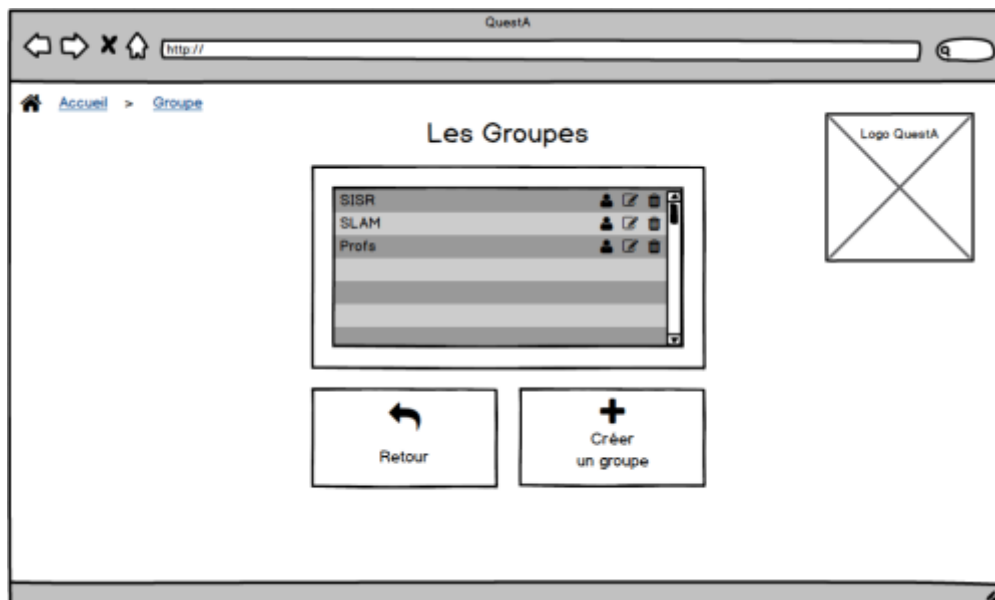 QuestA
http://
Accueil > Groupe
Les Groupes
Logo QuestA
SISR
SLAM
Profs
Retour
Créer
un groupe